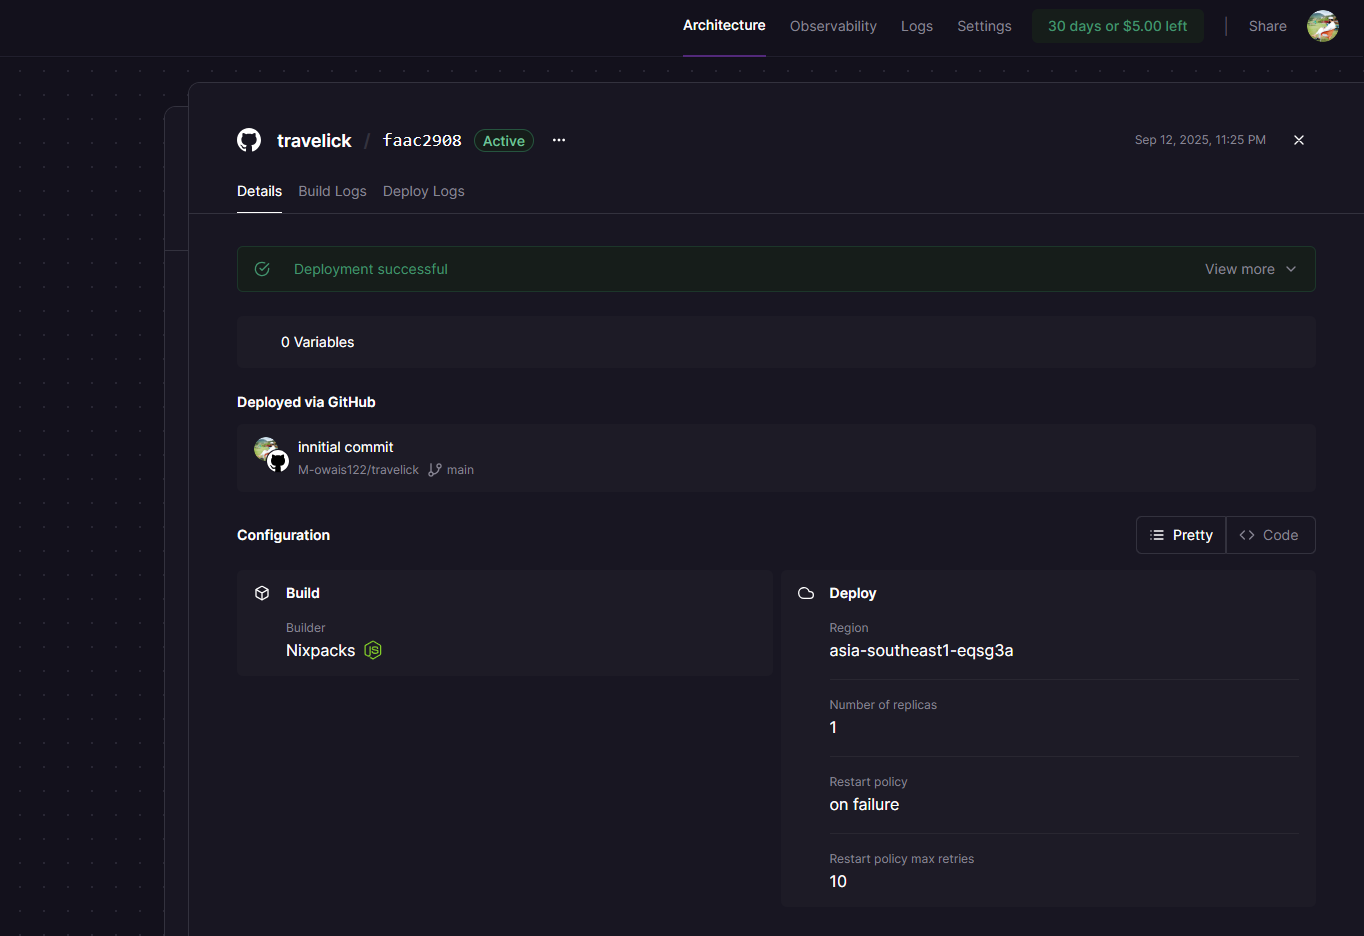 Architecture Observability Logs Settings 30 days or $5.00 left | Share
travelick / faac2908 Active ··· Sep 12, 2025, 11:25 PM
Details Build Logs Deploy Logs
Deployment successful View more
0 Variables
Deployed via GitHub
innitial commit
M-owais122/travelick main
Configuration Pretty <> Code
Build
Builder
Nixpacks JS
Deploy
Region
asia-southeast1-eqsg3a
Number of replicas
1
Restart policy
on failure
Restart policy max retries
10